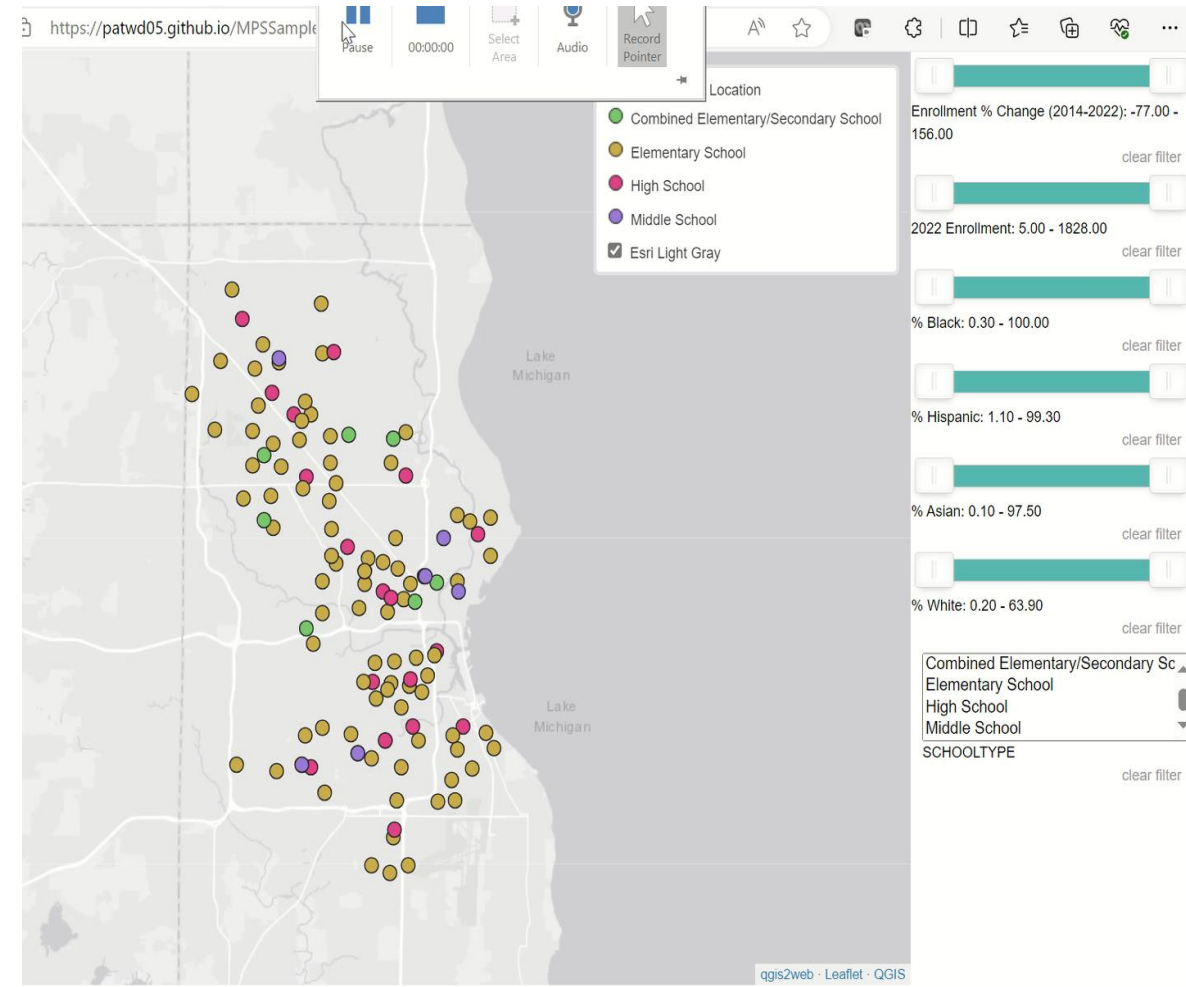 https://patwd05.github.io/MPSSample
Pause
00:00:00
Select
Area
Audio
Record
Pointer
Location
Combined Elementary/Secondary School
Elementary School
High School
Middle School
Esri Light Gray
Lake
Michigan
Lake
Michigan
qgis2web · Leaflet · QGIS
Enrollment % Change (2014-2022): -77.00 -
156.00
clear filter
2022 Enrollment: 5.00 - 1828.00
clear filter
% Black: 0.30 - 100.00
clear filter
% Hispanic: 1.10 - 99.30
clear filter
% Asian: 0.10 - 97.50
clear filter
% White: 0.20 - 63.90
clear filter
Combined Elementary/Secondary Sc
Elementary School
High School
Middle School
SCHOOLTYPE
clear filter